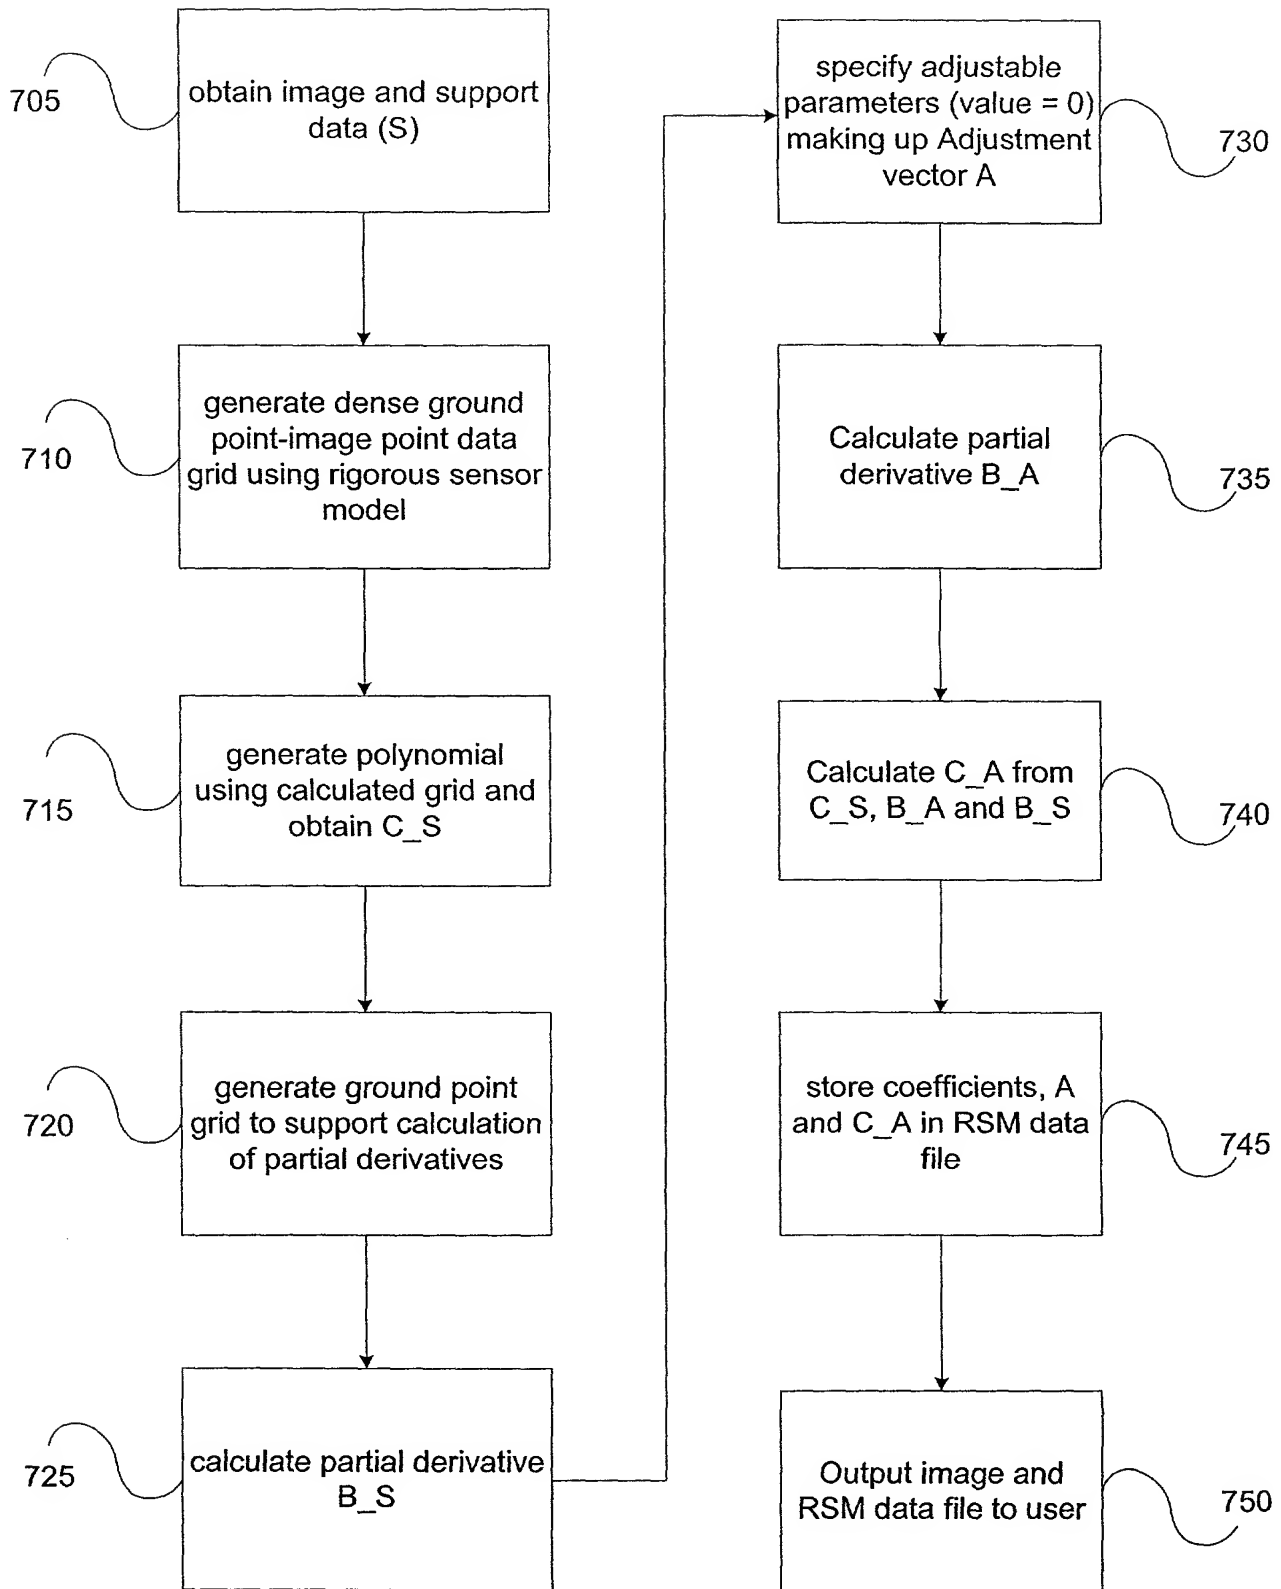 705
obtain image and support
data (S)
710
generate dense ground
point-image point data
grid using rigorous sensor
model
715
generate polynomial
using calculated grid and
obtain C_S
720
generate ground point
grid to support calculation
of partial derivatives
725
calculate partial derivative
B_S
specify adjustable
parameters (value = 0)
making up Adjustment
vector A
730
Calculate partial
derivative B_A
735
Calculate C_A from
C_S, B_A and B_S
740
store coefficients, A
and C_A in RSM data
file
745
Output image and
RSM data file to user
750